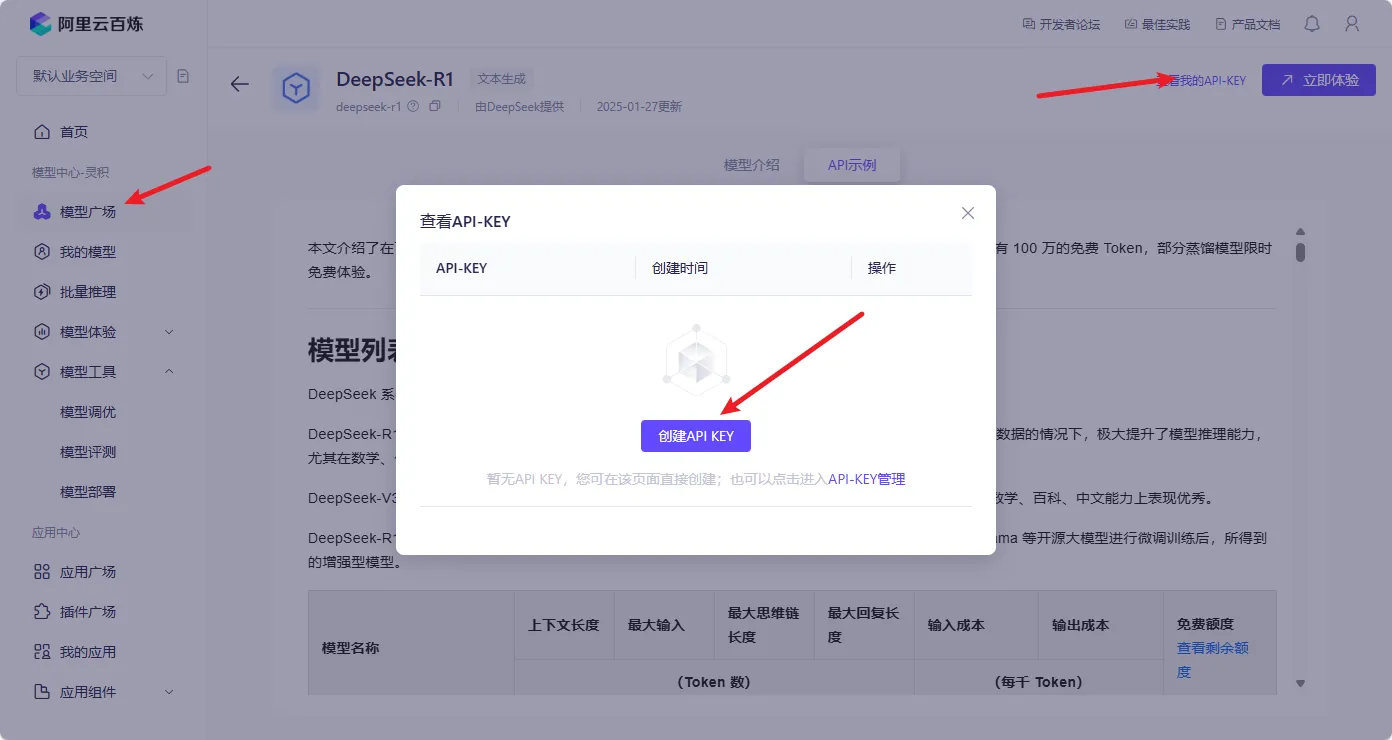 阿里云百炼
开发者论坛
最佳实践
产品文档
默认业务空间
DeepSeek-R1
文本生成
deepseek-r1
由DeepSeek提供
2025-01-27更新
看我的API-KEY
立即体验
首页
模型中心-灵积
模型广场
我的模型
批量推理
模型体验
模型工具
模型调优
模型评测
模型部署
应用中心
应用广场
插件广场
我的应用
应用组件
模型介绍
API示例
本文介绍了在
有 100 万的免费 Token，部分蒸馏模型限时
免费体验。
模型列
DeepSeek 系
DeepSeek-R1
数据的情况下，极大提升了模型推理能力，
尤其在数学、
DeepSeek-V3
数学、百科、中文能力上表现优秀。
DeepSeek-R1
ama 等开源大模型进行微调训练后，所得到
的增强型模型。
查看API-KEY
API-KEY
创建时间
操作
创建API KEY
暂无API KEY，您可在该页面直接创建；也可以点击进入API-KEY管理
模型名称
上下文长度
最大输入
最大思维链
长度
最大回复长
度
输入成本
输出成本
免费额度
查看剩余额
度
（Token 数）
（每千 Token）